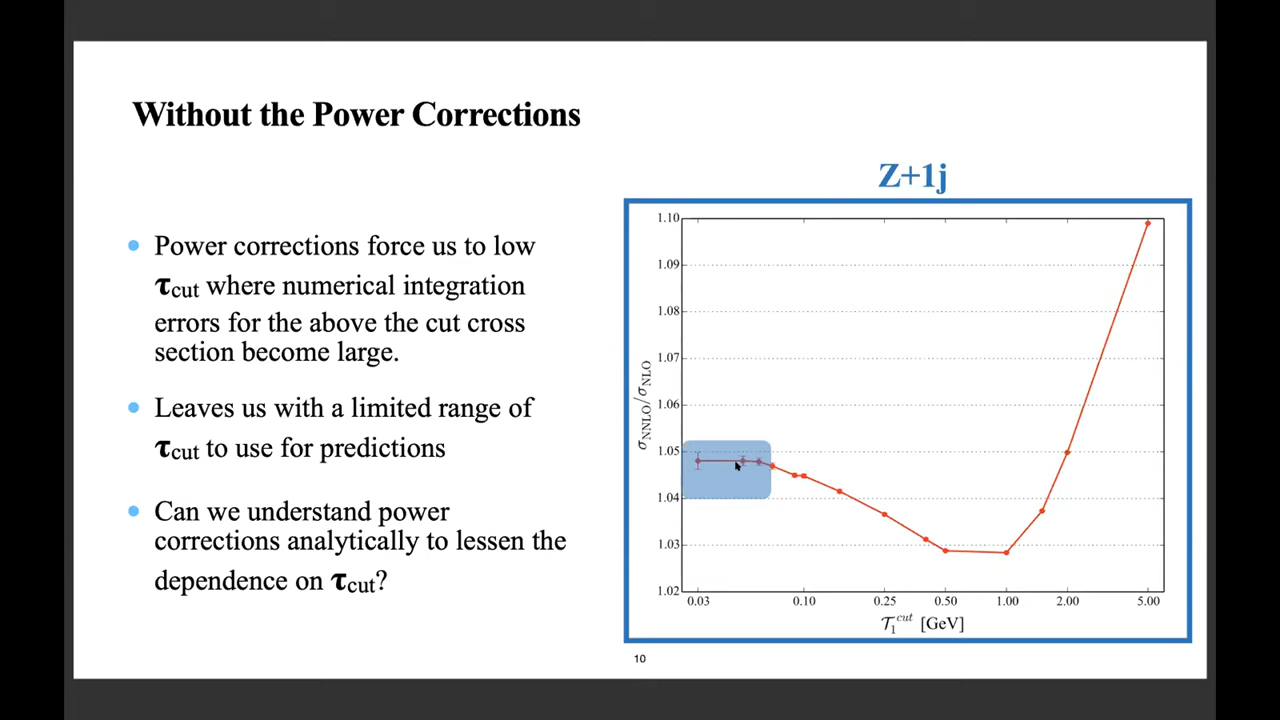 Without the Power Corrections
Z+1j
• Power corrections force us to low
τcut where numerical integration
errors for the above the cut cross
section become large.
• Leaves us with a limited range of
τcut to use for predictions
• Can we understand power
corrections analytically to lessen the
dependence on τcut?
1.10
1.09
1.08
1.07
1.06
1.05
1.04
1.03
1.02
σNNLO/σNLO
0.03 0.10 0.25 0.50 1.00 2.00 5.00
𝒯₁ᶜᵘᵗ [GeV]
10